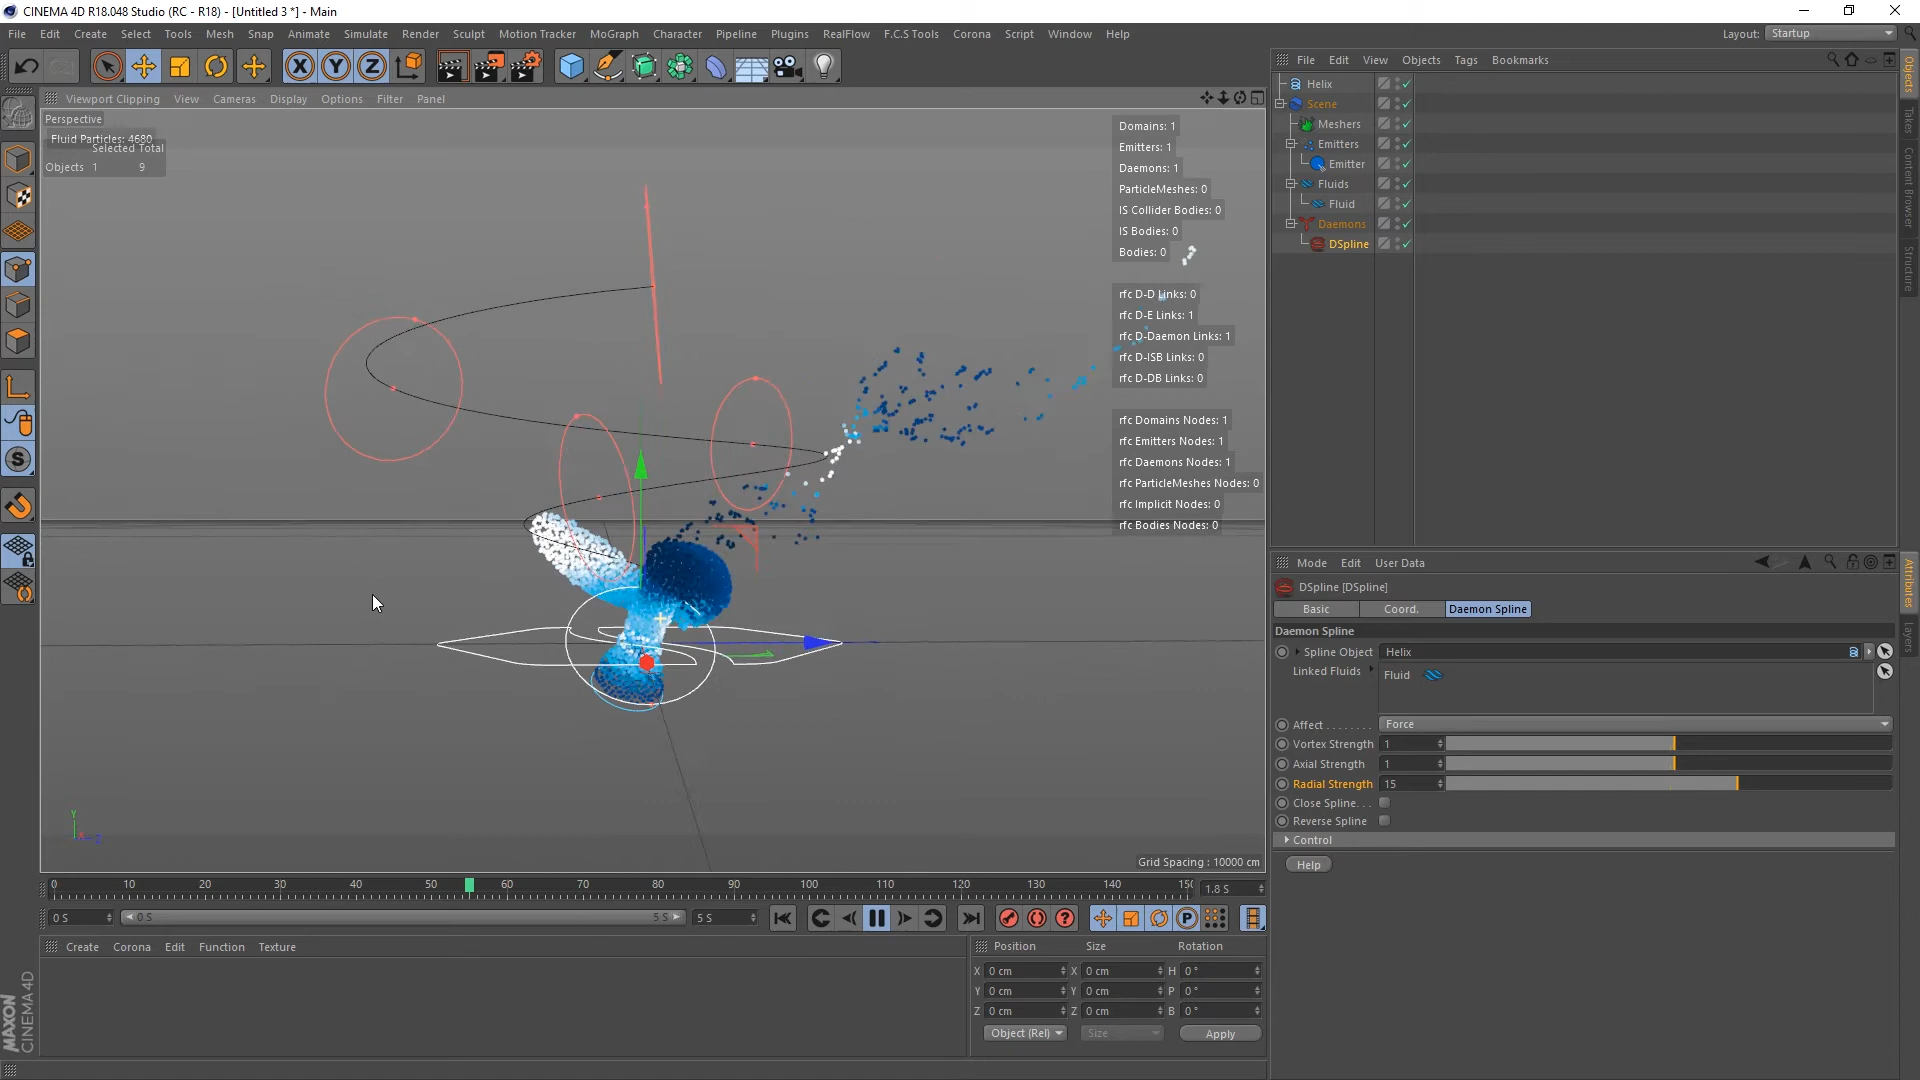 CINEMA 4D R18.048 Studio (RC - R18) - [Untitled 3 *] - Main
File Edit Create Select Tools Mesh Snap Animate Simulate Render Sculpt Motion Tracker MoGraph Character Pipeline Plugins RealFlow F.C.S Tools Corona Script Window Help
Layout: Startup
X Y Z
Viewport Clipping View Cameras Display Options Filter Panel
Perspective
Fluid Particles: 4680
Selected Total
Objects 1 9
Domains: 1
Emitters: 1
Daemons: 1
ParticleMeshes: 0
IS Collider Bodies: 0
IS Bodies: 0
Bodies: 0
rfc D-D Links: 0
rfc D-E Links: 1
rfc D-Daemon Links: 1
rfc D-ISB Links: 0
rfc D-DB Links: 0
rfc Domains Nodes: 1
rfc Emitters Nodes: 1
rfc Daemons Nodes: 1
rfc ParticleMeshes Nodes: 0
rfc Implicit Nodes: 0
rfc Bodies Nodes: 0
Y
Grid Spacing : 10000 cm
0 10 20 30 40 50 60 70 80 90 100 110 120 130 140 150
1.8 S
0 S
0 S 5 S
5 S
P
Create Corona Edit Function Texture
MAXON
CINEMA 4D
Position Size Rotation
X 0 cm X 0 cm H 0 °
Y 0 cm Y 0 cm P 0 °
Z 0 cm Z 0 cm B 0 °
Object (Rel) Size Apply
File Edit View Objects Tags Bookmarks
Helix
Scene
Meshers
Emitters
Emitter
Fluids
Fluid
Daemons
DSpline
Objects
Takes
Content Browser
Structure
Mode Edit User Data
DSpline [DSpline]
Basic Coord. Daemon Spline
Daemon Spline
Spline Object Helix
Linked Fluids Fluid
Affect . . . . . . . . Force
Vortex Strength 1
Axial Strength 1
Radial Strength 15
Close Spline. . .
Reverse Spline
Control
Help
Attributes
Layers